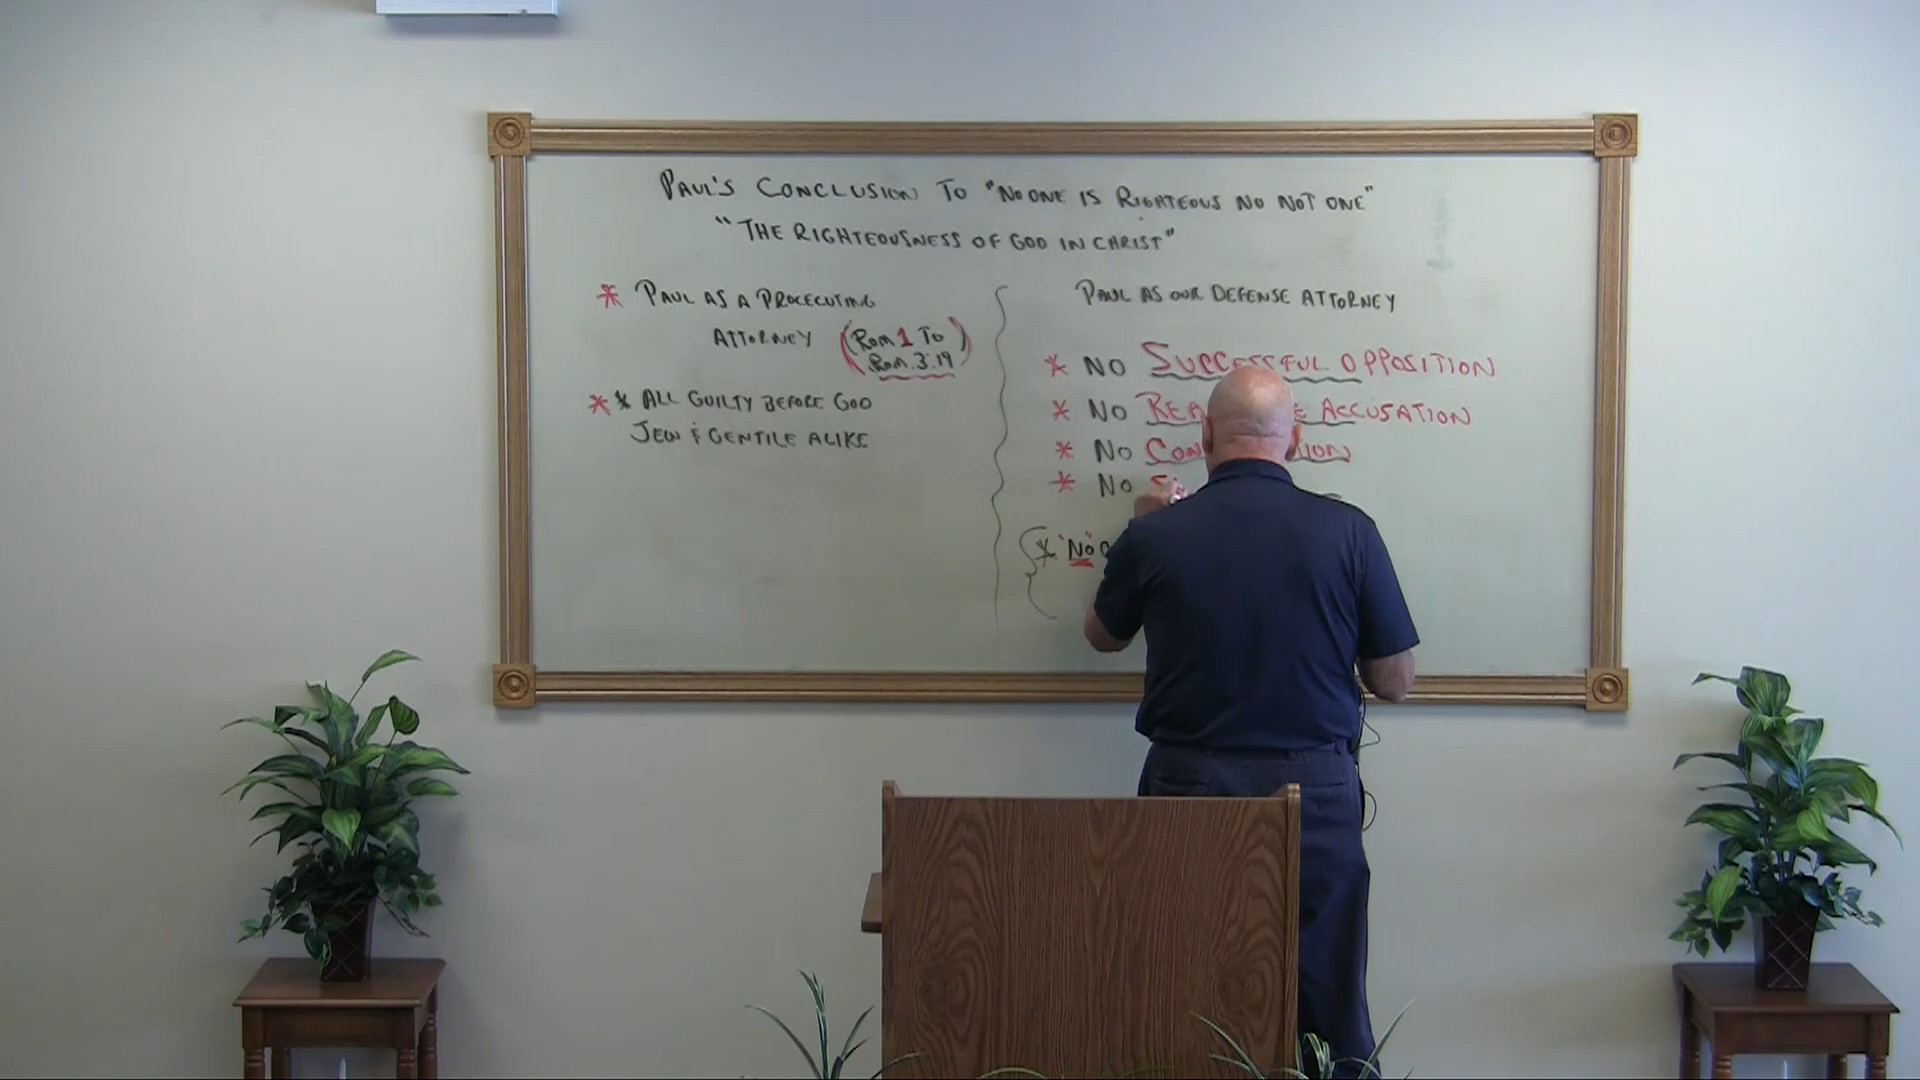 PAUL'S CONCLUSION TO "NO ONE IS RIGHTEOUS NO NOT ONE"
"THE RIGHTEOUSNESS OF GOD IN CHRIST"
* PAUL AS A PROCECUTING
ATTORNEY (Rom 1 To
Rom. 3:19)
* * ALL GUILTY BEFORE GOD
JEW & GENTILE ALIKE
PAUL AS OUR DEFENSE ATTORNEY
* NO SUCCESSFUL OPPOSITION
* NO ACCUSATION
* NO
* NO
* "NO"